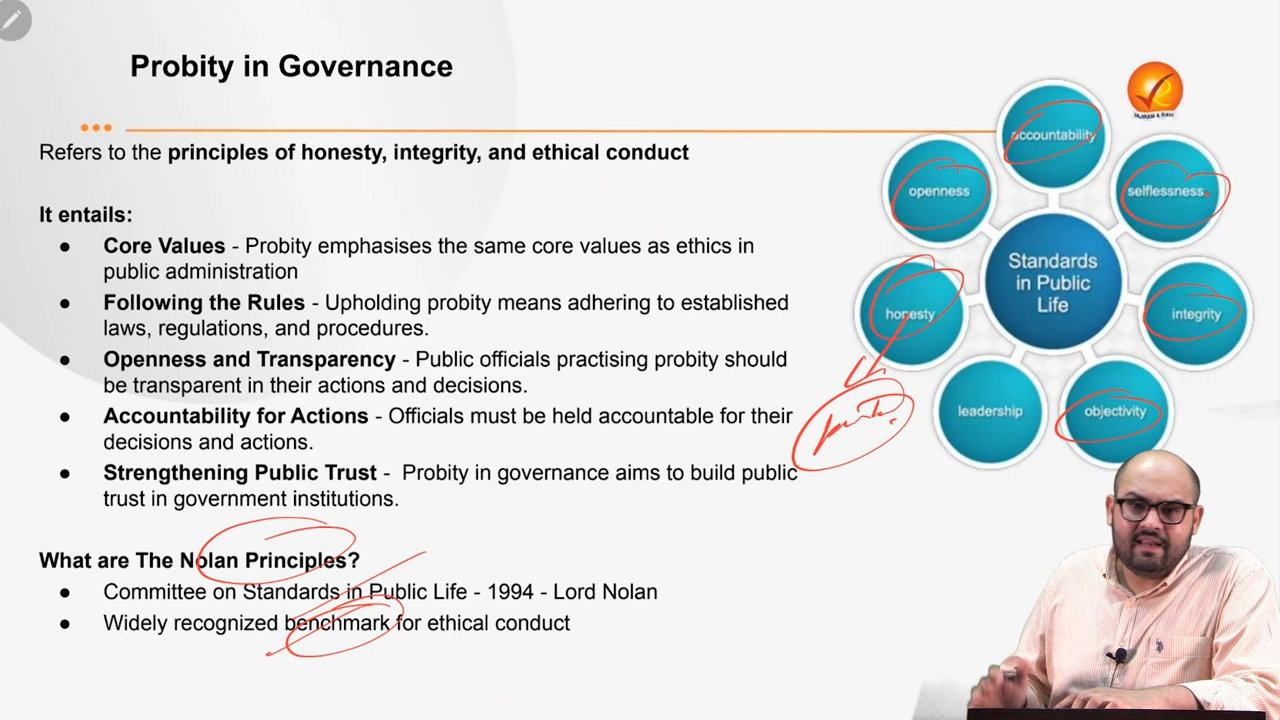 Probity in Governance
Refers to the principles of honesty, integrity, and ethical conduct
It entails:
● Core Values - Probity emphasises the same core values as ethics in
public administration
● Following the Rules - Upholding probity means adhering to established
laws, regulations, and procedures.
● Openness and Transparency - Public officials practising probity should
be transparent in their actions and decisions.
● Accountability for Actions - Officials must be held accountable for their
decisions and actions.
● Strengthening Public Trust - Probity in governance aims to build public
trust in government institutions.
What are The Nolan Principles?
● Committee on Standards in Public Life - 1994 - Lord Nolan
● Widely recognized benchmark for ethical conduct
VAJIRAM & RAVI
accountability
openness
selflessness
Standards
in Public
Life
honesty
integrity
leadership
objectivity